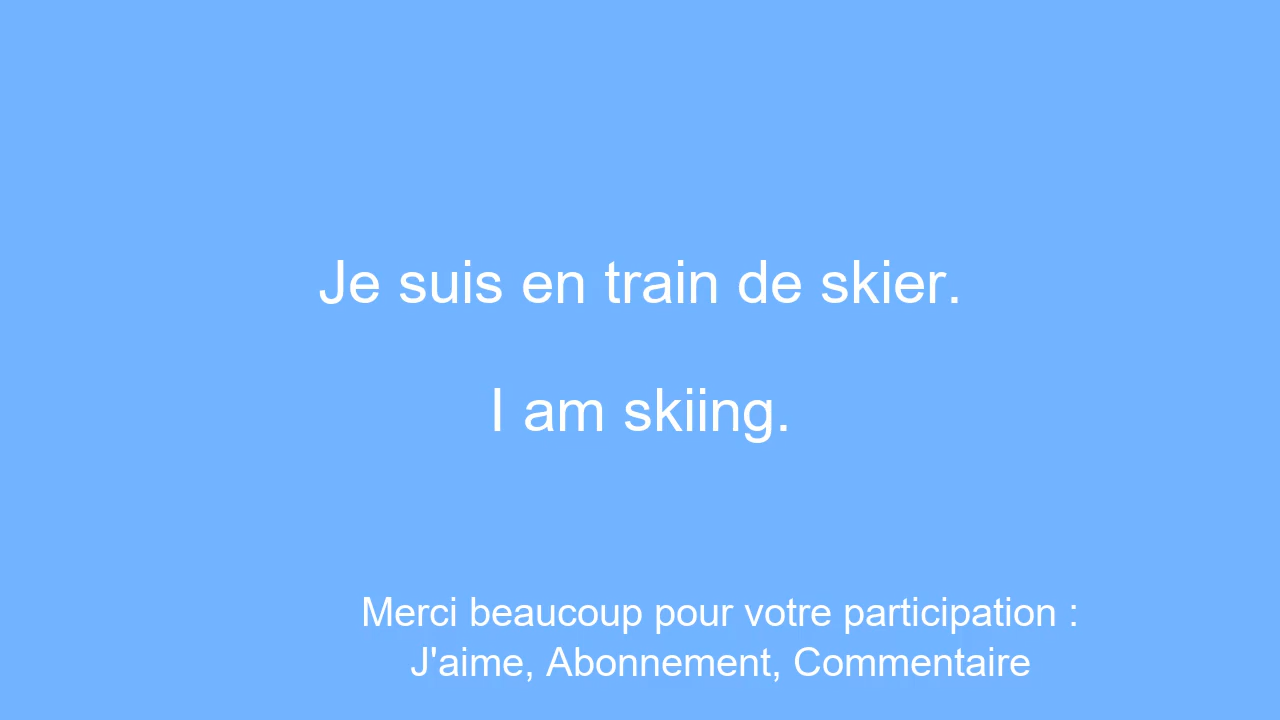 Je suis en train de skier.
I am skiing.
Merci beaucoup pour votre participation :
J'aime, Abonnement, Commentaire